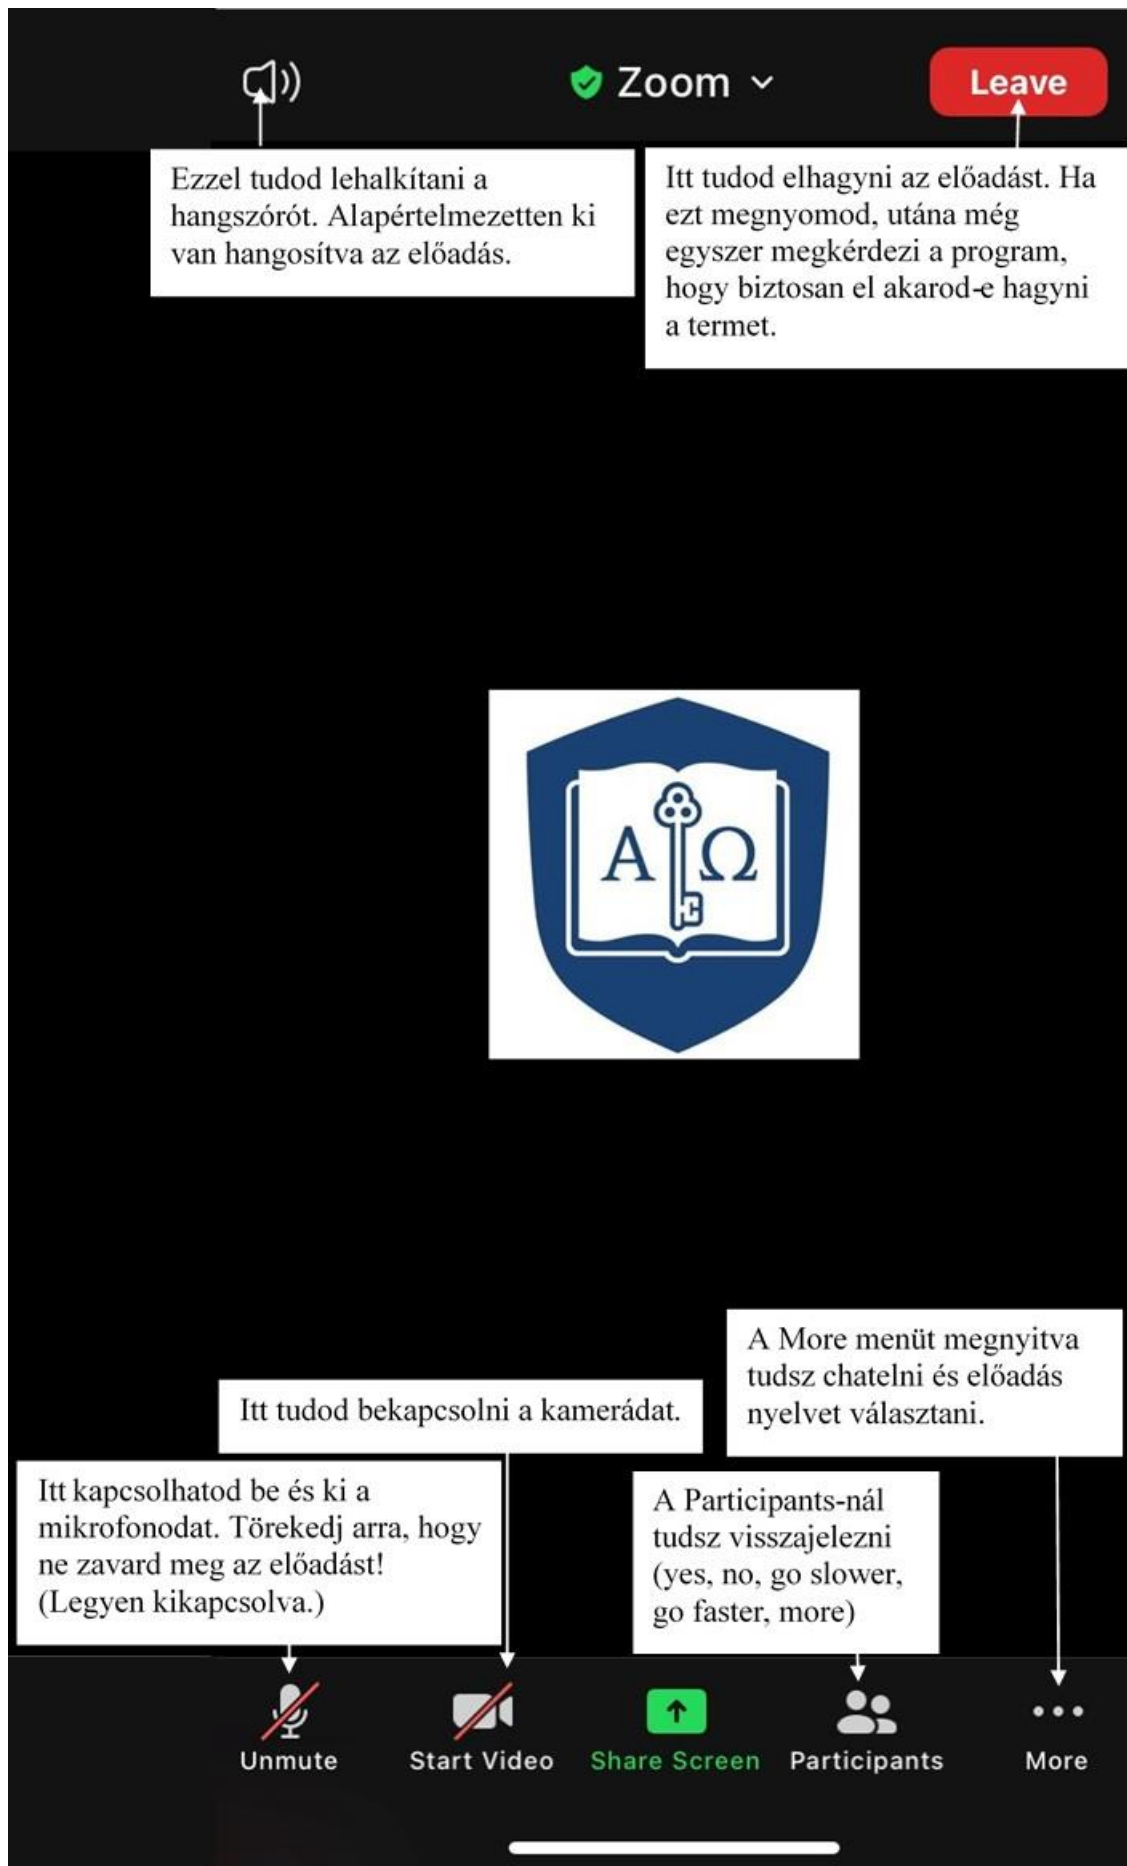 Zoom
Leave
Ezzel tudod lehalkítani a
hangszórót. Alapértelmezetten ki
van hangosítva az előadás.
Itt tudod elhagyni az előadást. Ha
ezt megnyomod, utána még
egyszer megkérdezi a program,
hogy biztosan el akarod-e hagyni
a termet.
Α Ω
A More menüt megnyitva
tudsz chatelni és előadás
nyelvet választani.
Itt tudod bekapcsolni a kamerádat.
Itt kapcsolhatod be és ki a
mikrofonodat. Törekedj arra, hogy
ne zavard meg az előadást!
(Legyen kikapcsolva.)
A Participants-nál
tudsz visszajelezni
(yes, no, go slower,
go faster, more)
Unmute
Start Video
Share Screen
Participants
More